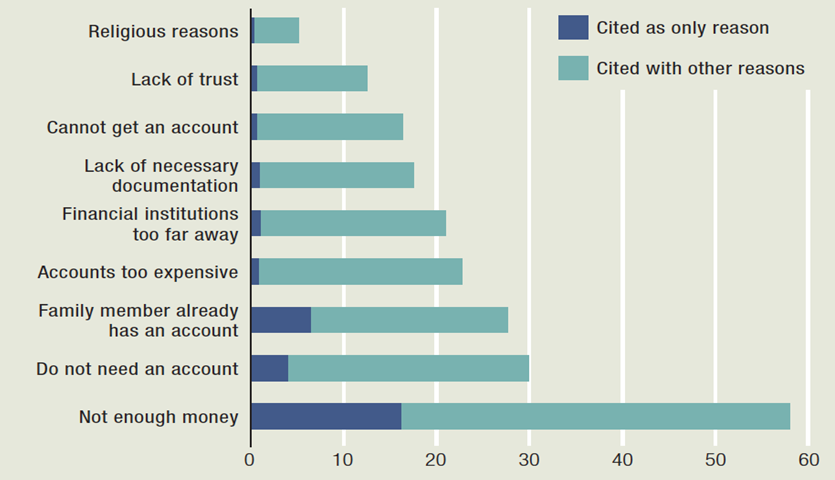 Cited as only reason
Cited with other reasons
Religious reasons
Lack of trust
Cannot get an account
Lack of necessary
documentation
Financial institutions
too far away
Accounts too expensive
Family member already
has an account
Do not need an account
Not enough money
0 10 20 30 40 50 60